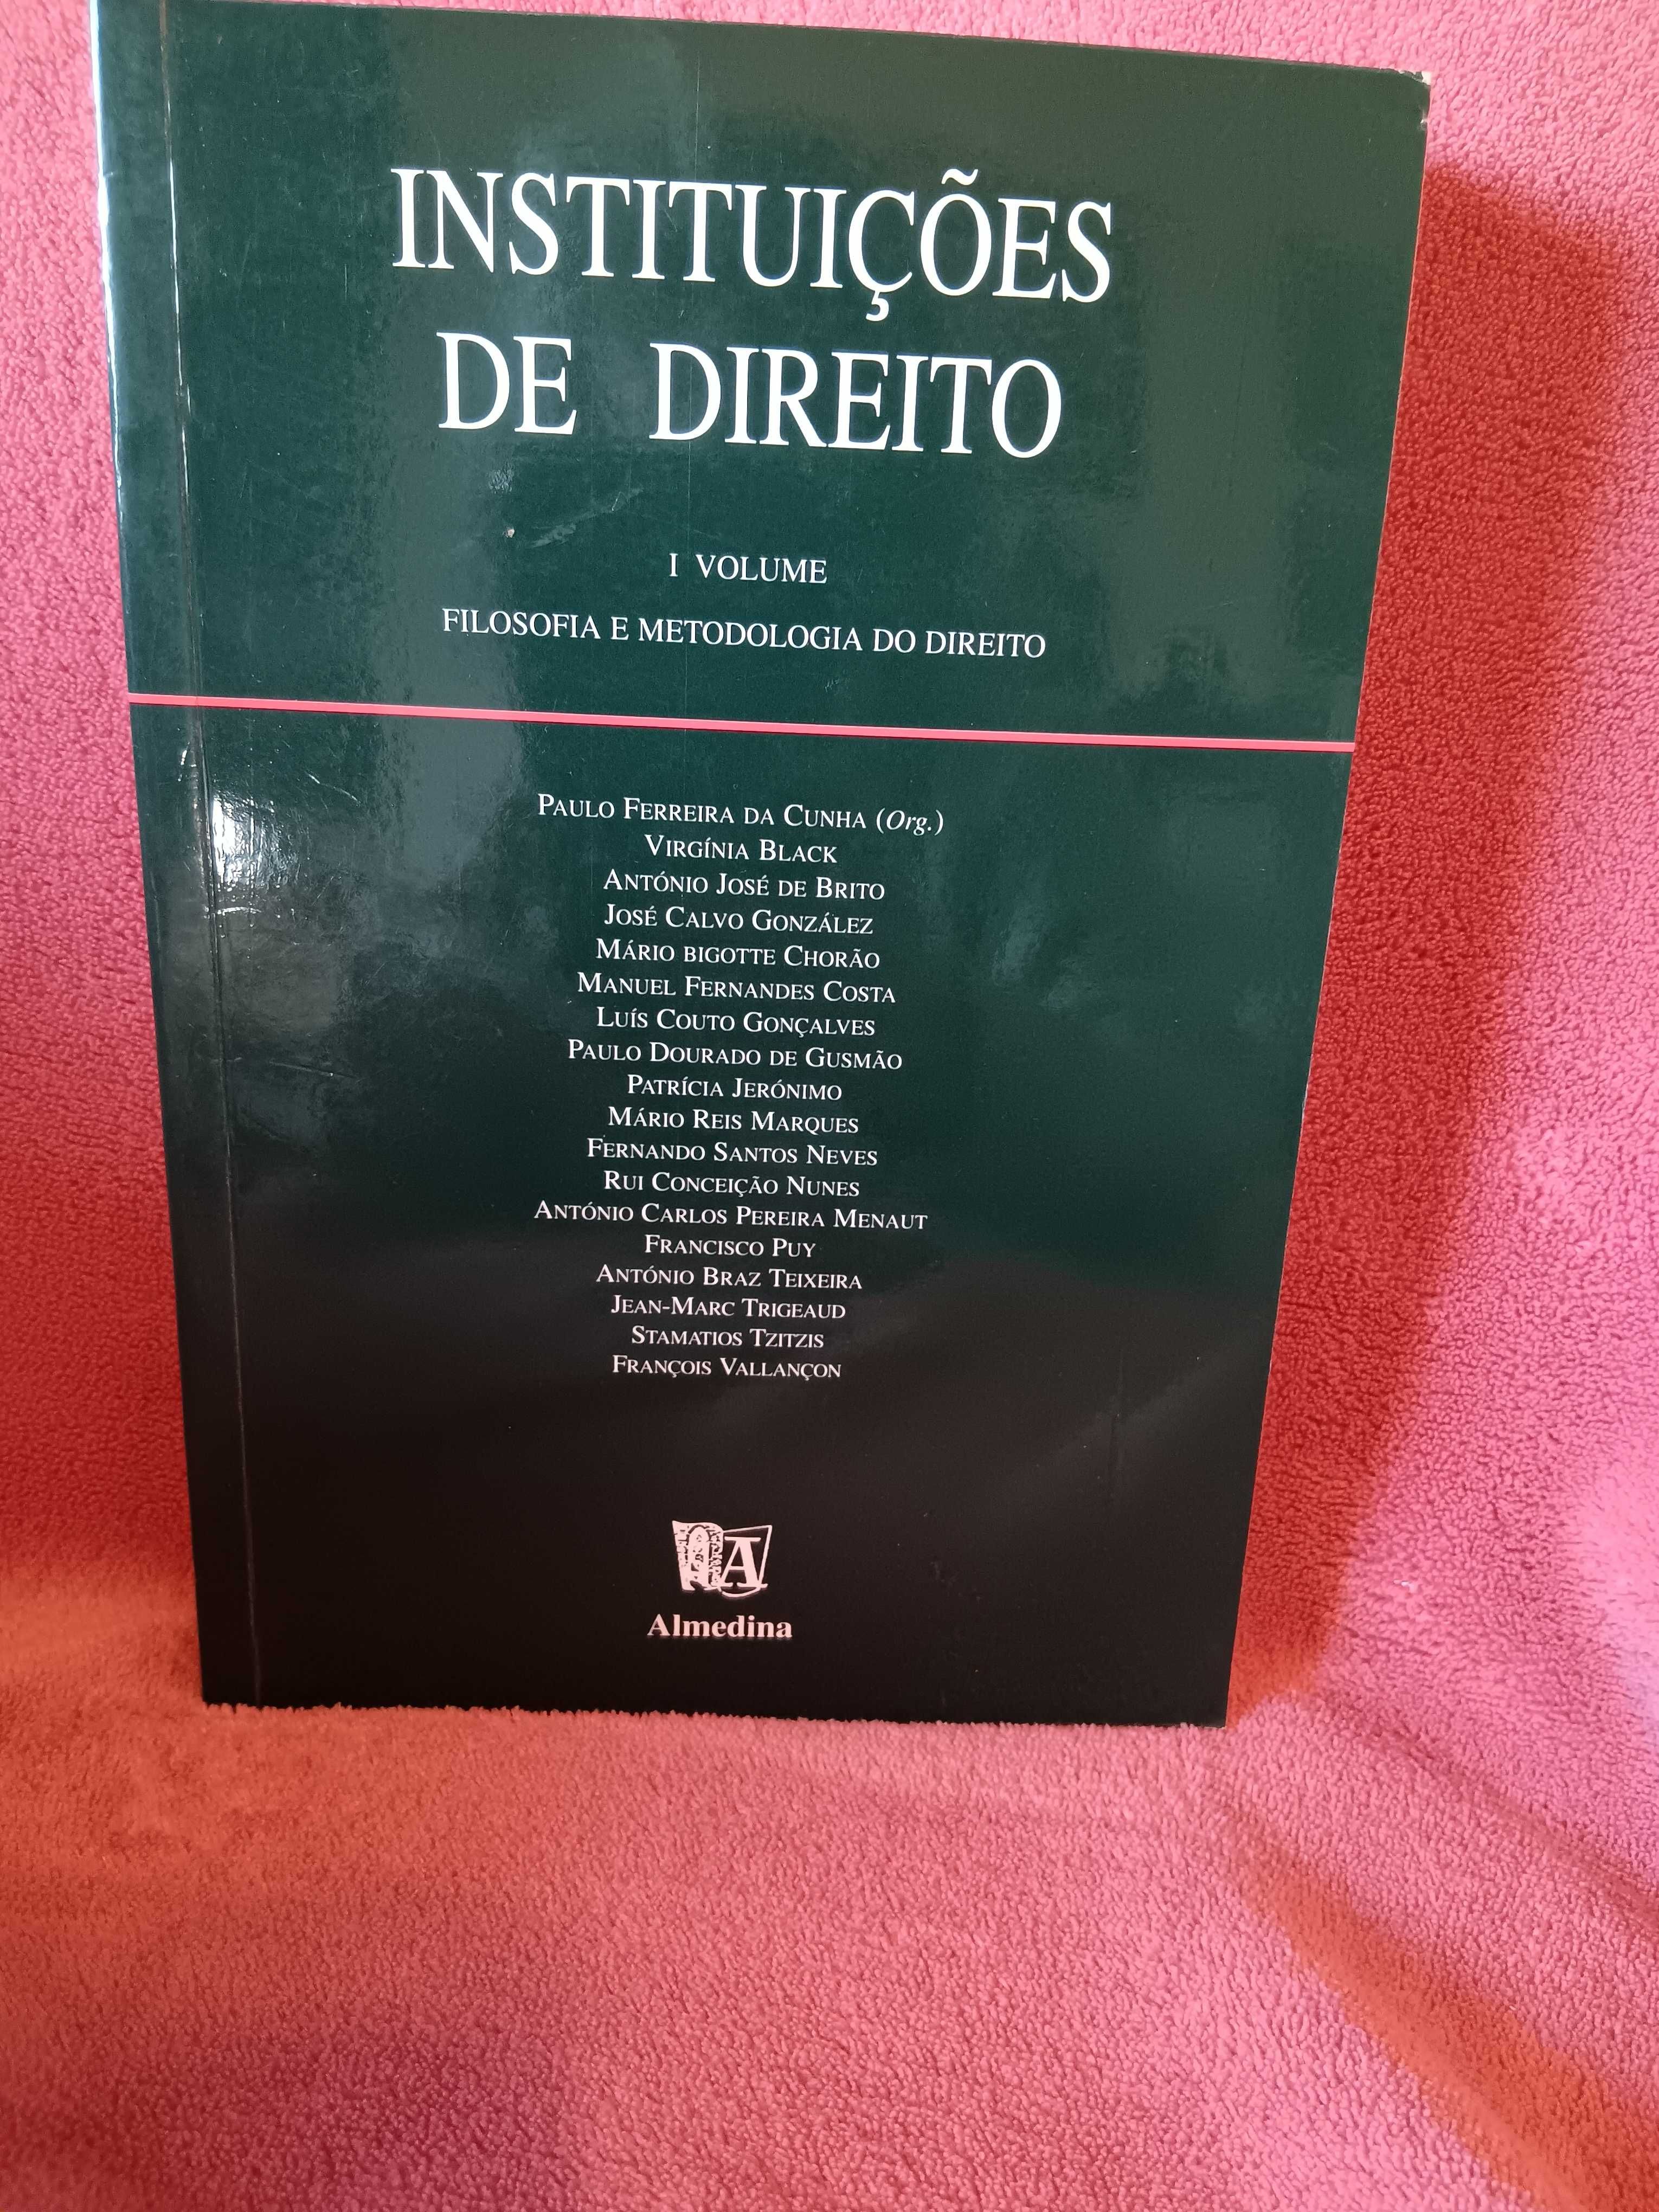 INSTITUIÇÕES
DE DIREITO
I VOLUME
FILOSOFIA E METODOLOGIA DO DIREITO
PAULO FERREIRA DA CUNHA (Org.)
VIRGÍNIA BLACK
ANTÓNIO JOSÉ DE BRITO
JOSÉ CALVO GONZÁLEZ
MÁRIO BIGOTTE CHORÃO
MANUEL FERNANDES COSTA
LUÍS COUTO GONÇALVES
PAULO DOURADO DE GUSMÃO
PATRÍCIA JERÓNIMO
MÁRIO REIS MARQUES
FERNANDO SANTOS NEVES
RUI CONCEIÇÃO NUNES
ANTÓNIO CARLOS PEREIRA MENAUT
FRANCISCO PUY
ANTÓNIO BRAZ TEIXEIRA
JEAN-MARC TRIGEAUD
STAMATIOS TZITZIS
FRANÇOIS VALLANÇON
A
Almedina